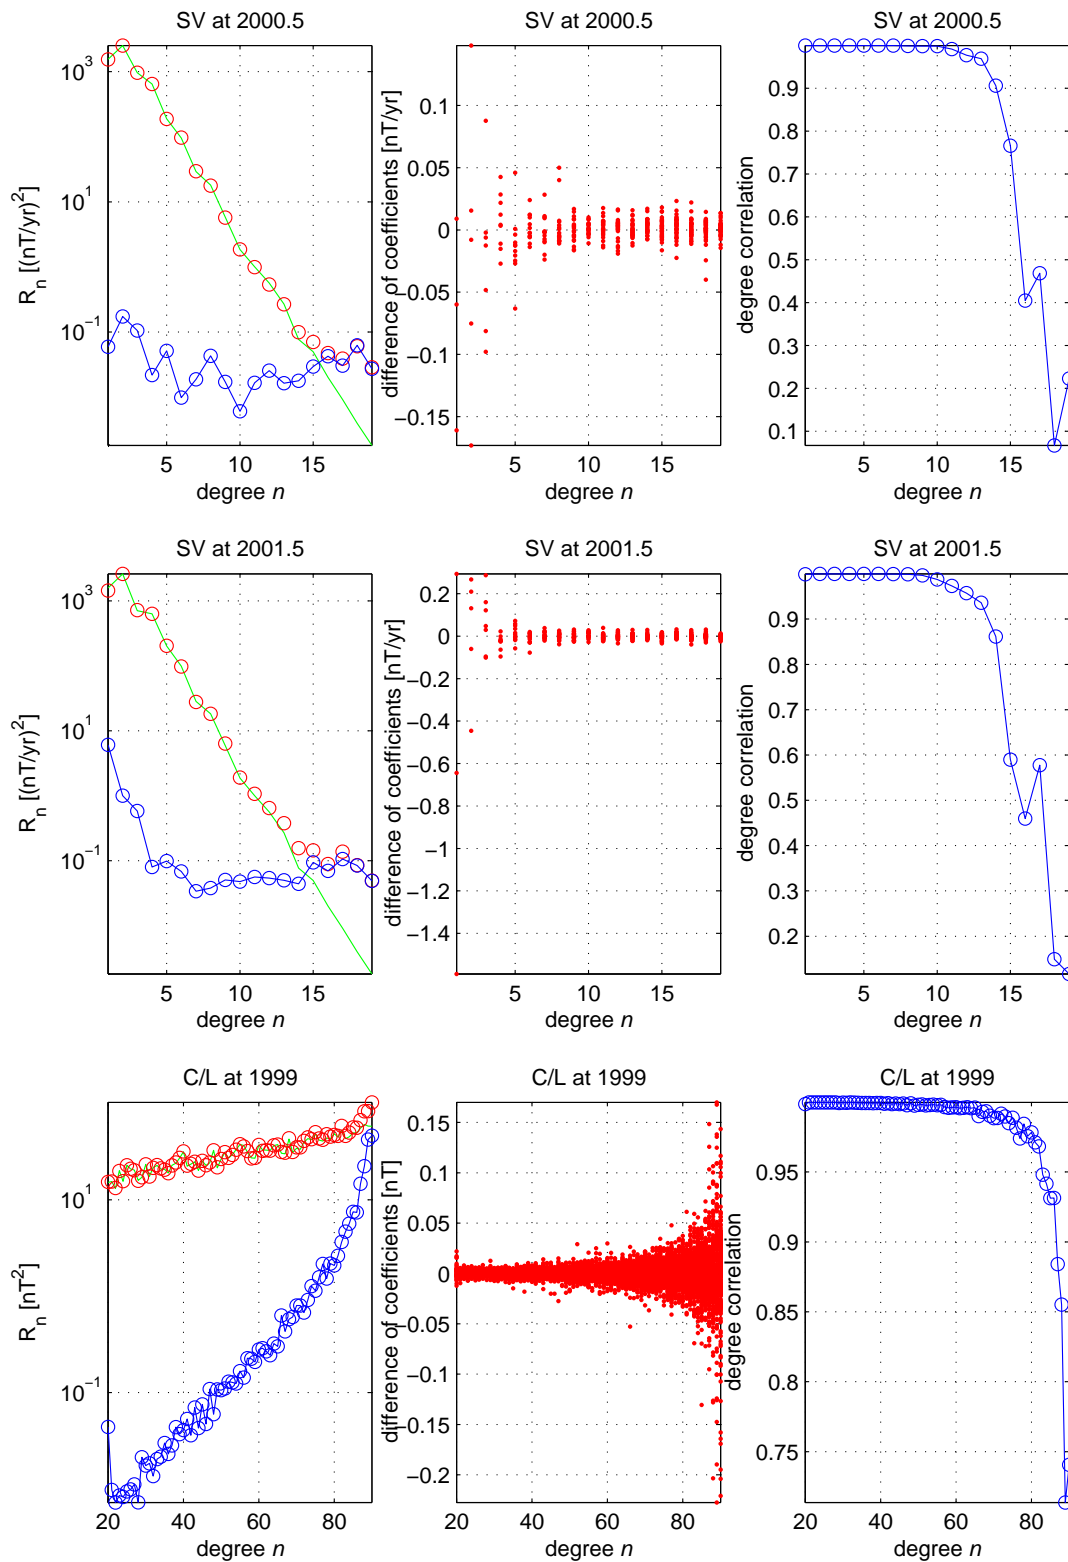 SV at 2000.5
SV at 2000.5
SV at 2000.5
10^3
10^1
10^−1
R_n [(nT/yr)^2]
5 10 15
degree n
0.1
0.05
0
−0.05
−0.1
−0.15
difference of coefficients [nT/yr]
5 10 15
degree n
0.9
0.8
0.7
0.6
0.5
0.4
0.3
0.2
0.1
degree correlation
5 10 15
degree n
SV at 2001.5
SV at 2001.5
SV at 2001.5
10^3
10^1
10^−1
R_n [(nT/yr)^2]
5 10 15
degree n
0.2
0
−0.2
−0.4
−0.6
−0.8
−1
−1.2
−1.4
difference of coefficients [nT/yr]
5 10 15
degree n
0.9
0.8
0.7
0.6
0.5
0.4
0.3
0.2
degree correlation
5 10 15
degree n
C/L at 1999
C/L at 1999
C/L at 1999
10^1
10^−1
R_n [nT^2]
20 40 60 80
degree n
0.15
0.1
0.05
0
−0.05
−0.1
−0.15
−0.2
difference of coefficients [nT]
20 40 60 80
degree n
0.95
0.9
0.85
0.8
0.75
degree correlation
20 40 60 80
degree n